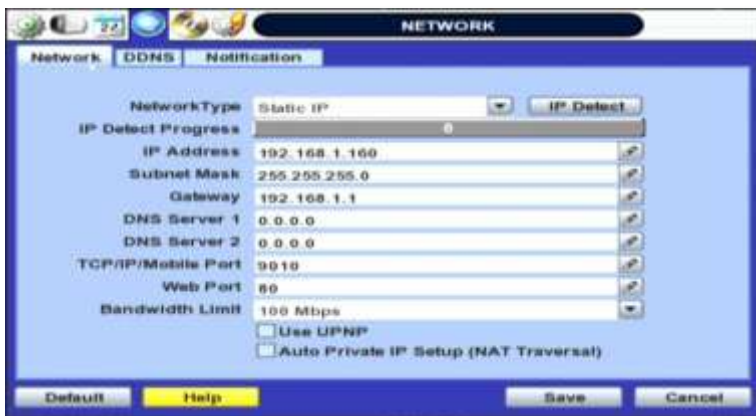 NETWORK
Network DDNS Notification
NetworkType Static IP IP Detect
IP Detect Progress 0
IP Address 192.168.1.160
Subnet Mask 255.255.255.0
Gateway 192.168.1.1
DNS Server 1 0.0.0.0
DNS Server 2 0.0.0.0
TCP/IP/Mobile Port 9010
Web Port 80
Bandwidth Limit 100 Mbps
Use UPNP
Auto Private IP Setup (NAT Traversal)
Default Help Save Cancel